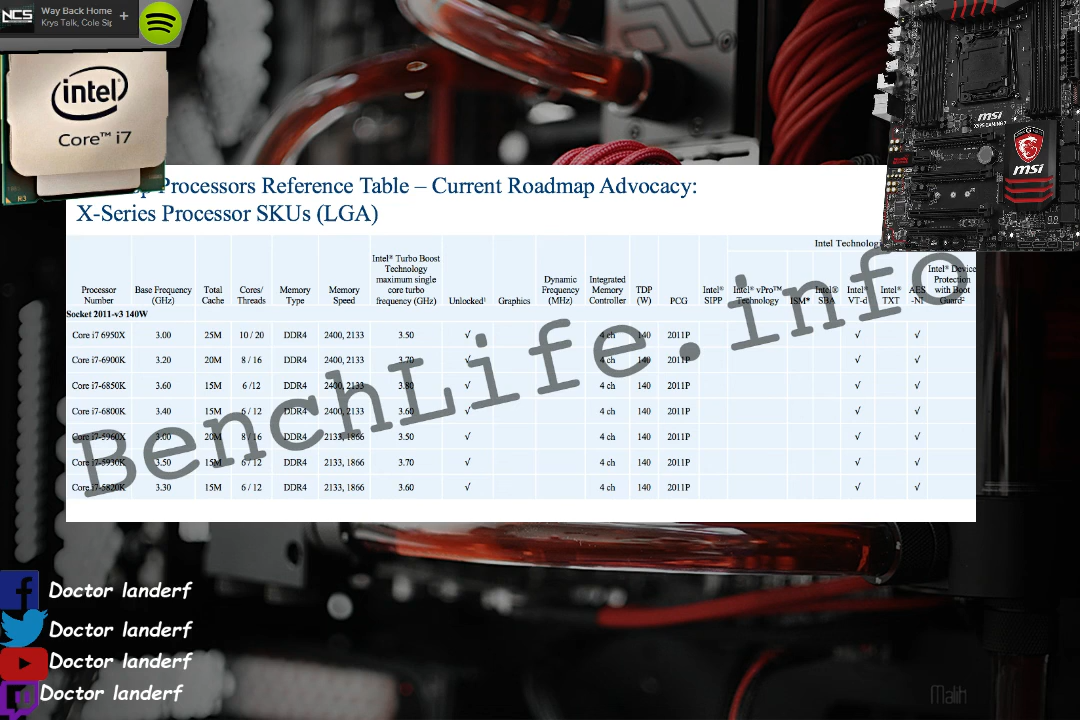 NCS
Way Back Home
Krys Talk, Cole Si
+
intel
Core™ i7
R3
msi
X99S GAMING 7
msi
Processors Reference Table – Current Roadmap Advocacy:
X-Series Processor SKUs (LGA)
Intel Technologi
Processor Number Base Frequency (GHz) Total Cache Cores/ Threads Memory Type Memory Speed Intel® Turbo Boost Technology maximum single core turbo frequency (GHz) Unlocked¹ Graphics Dynamic Frequency (MHz) Integrated Memory Controller TDP (W) PCG Intel® SIPP Intel® vPro™ Technology ISM* Intel® SBA Intel® VT-d Intel® TXT AES -NI Intel® Device Protection with Boot Guard²
Socket 2011-v3 140W
Core i7 6950X 3.00 25M 10 / 20 DDR4 2400, 2133 3.50 √ 4 ch 140 2011P √ √
Core i7-6900K 3.20 20M 8 / 16 DDR4 2400, 2133 3.70 √ 4 ch 140 2011P √ √
Core i7-6850K 3.60 15M 6 /12 DDR4 2400, 2133 3.80 √ 4 ch 140 2011P √ √
Core i7-6800K 3.40 15M 6 / 12 DDR4 2400, 2133 3.60 √ 4 ch 140 2011P √ √
Core i7-5960X 3.00 20M 8 / 16 DDR4 2133, 1866 3.50 √ 4 ch 140 2011P √ √
Core i7-5930K 3.50 15M 6 / 12 DDR4 2133, 1866 3.70 √ 4 ch 140 2011P √ √
Core i7-5820K 3.30 15M 6 / 12 DDR4 2133, 1866 3.60 √ 4 ch 140 2011P √ √
BenchLife.info
Doctor landerf
Doctor landerf
Doctor landerf
Doctor landerf
Malih